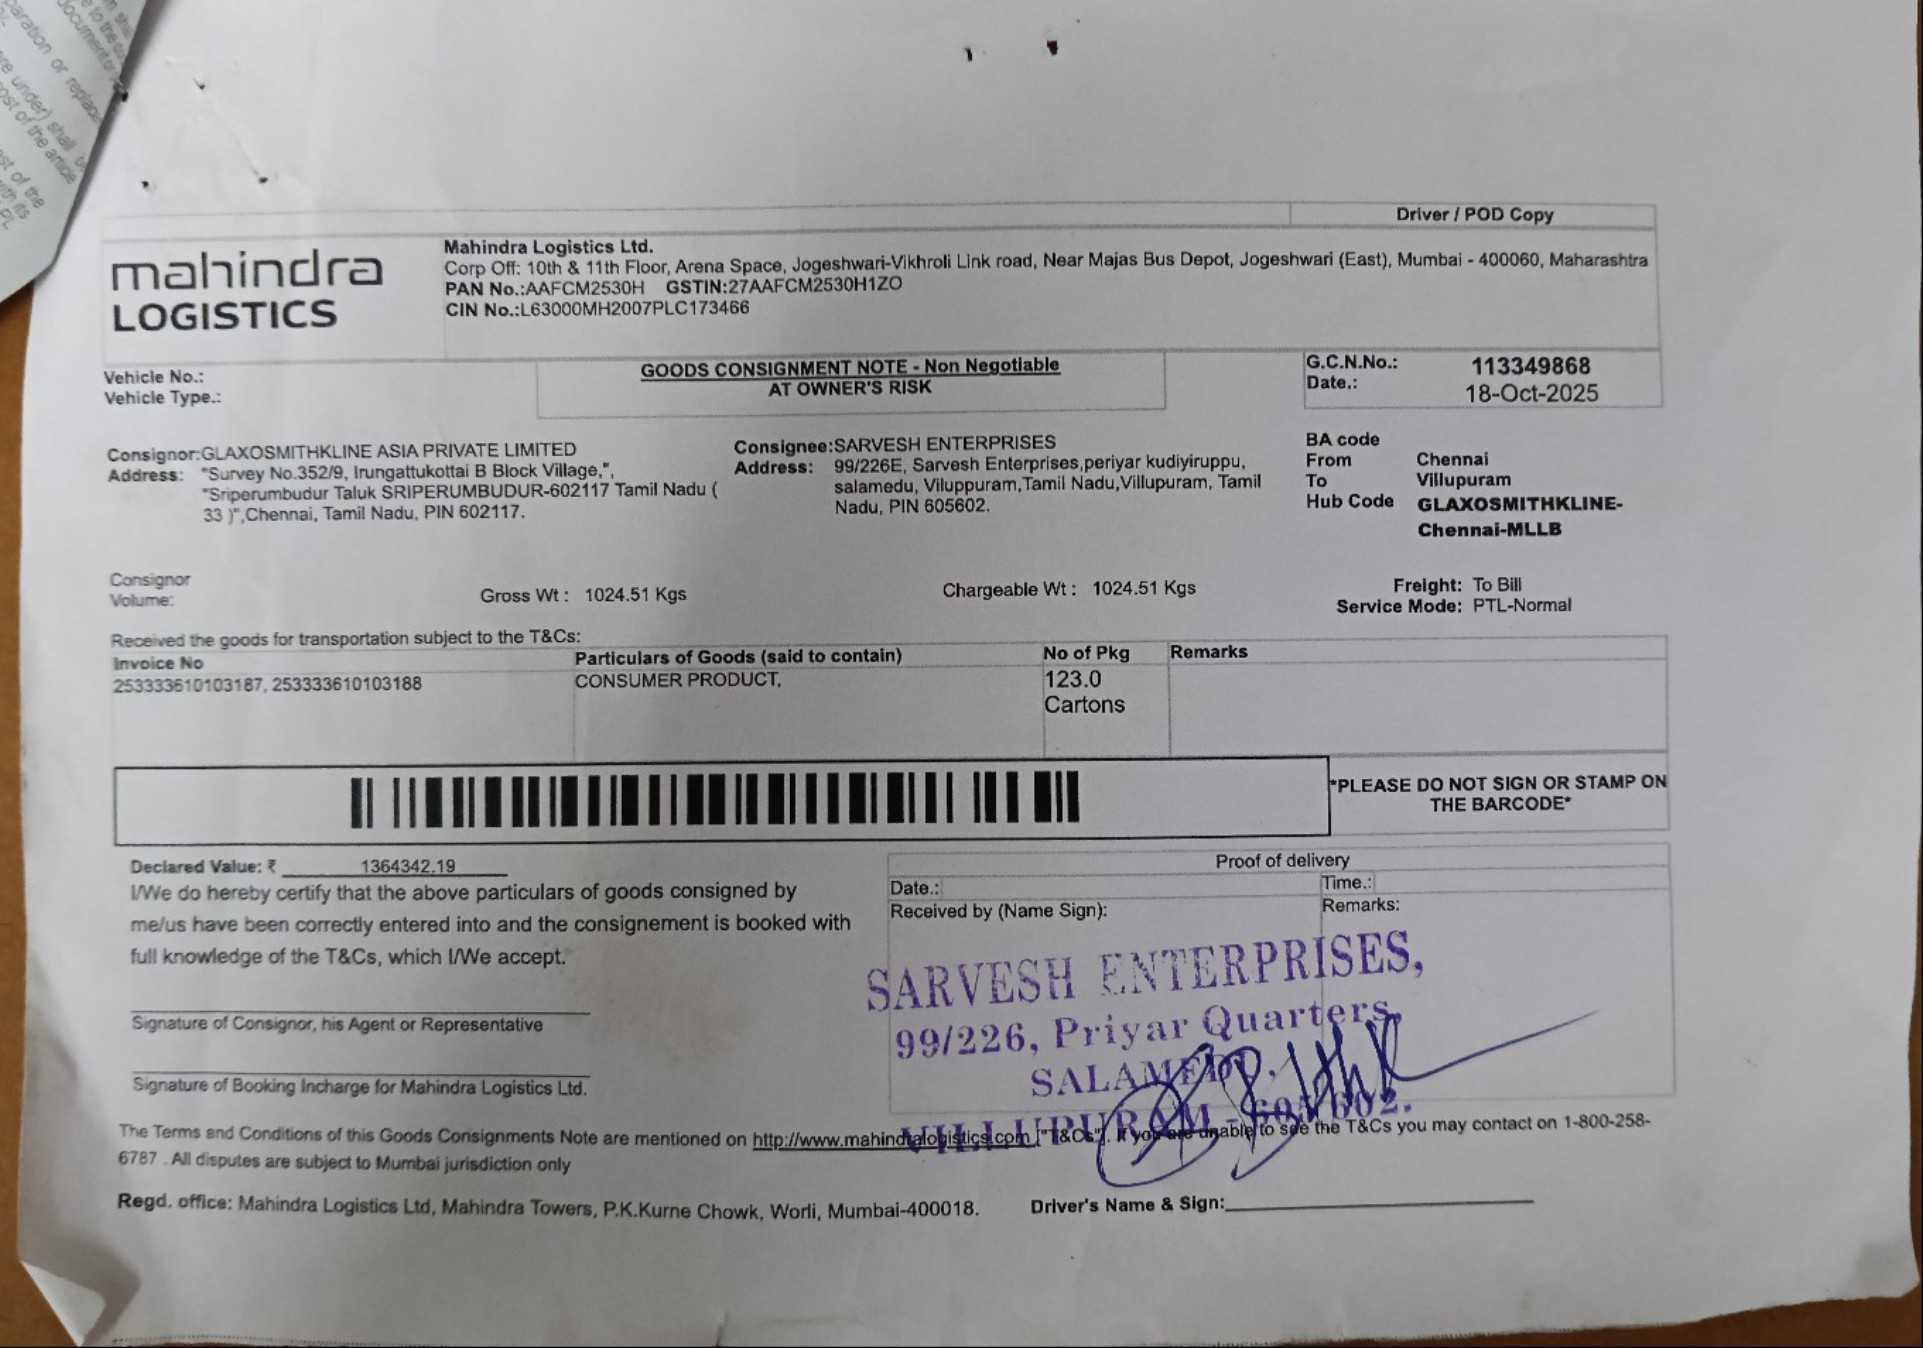 Driver / POD Copy
mahindra
LOGISTICS
Mahindra Logistics Ltd.
Corp Off: 10th & 11th Floor, Arena Space, Jogeshwari-Vikhroli Link road, Near Majas Bus Depot, Jogeshwari (East), Mumbai - 400060, Maharashtra
PAN No.:AAFCM2530H GSTIN:27AAFCM2530H1ZO
CIN No.:L63000MH2007PLC173466
Vehicle No.:
Vehicle Type.:
GOODS CONSIGNMENT NOTE - Non Negotiable
AT OWNER'S RISK
G.C.N.No.: 113349868
Date.: 18-Oct-2025
Consignor:GLAXOSMITHKLINE ASIA PRIVATE LIMITED
Address: "Survey No.352/9, Irungattukottai B Block Village,",
"Sriperumbudur Taluk SRIPERUMBUDUR-602117 Tamil Nadu (
33 )",Chennai, Tamil Nadu, PIN 602117.
Consignee:SARVESH ENTERPRISES
Address: 99/226E, Sarvesh Enterprises,periyar kudiyiruppu,
salamedu, Viluppuram,Tamil Nadu,Villupuram, Tamil
Nadu, PIN 605602.
BA code
From Chennai
To Villupuram
Hub Code GLAXOSMITHKLINE-
Chennai-MLLB
Consignor
Volume:
Gross Wt : 1024.51 Kgs
Chargeable Wt : 1024.51 Kgs
Freight: To Bill
Service Mode: PTL-Normal
Received the goods for transportation subject to the T&Cs:
Invoice No Particulars of Goods (said to contain) No of Pkg Remarks
253333610103187, 253333610103188 CONSUMER PRODUCT, 123.0
Cartons
*PLEASE DO NOT SIGN OR STAMP ON
THE BARCODE*
Declared Value: ₹ 1364342.19
I/We do hereby certify that the above particulars of goods consigned by
me/us have been correctly entered into and the consignement is booked with
full knowledge of the T&Cs, which I/We accept.
Signature of Consignor, his Agent or Representative
Signature of Booking Incharge for Mahindra Logistics Ltd.
Proof of delivery
Date.: Time.:
Received by (Name Sign): Remarks:
SARVESH ENTERPRISES,
99/226, Priyar Quarters,
SALAMEDU,
VILLUPURAM - 605 602.
The Terms and Conditions of this Goods Consignments Note are mentioned on http://www.mahindralogistics.com ["T&Cs"]. If you are unable to see the T&Cs you may contact on 1-800-258-
6787 . All disputes are subject to Mumbai jurisdiction only
Regd. office: Mahindra Logistics Ltd, Mahindra Towers, P.K.Kurne Chowk, Worli, Mumbai-400018.
Driver's Name & Sign: